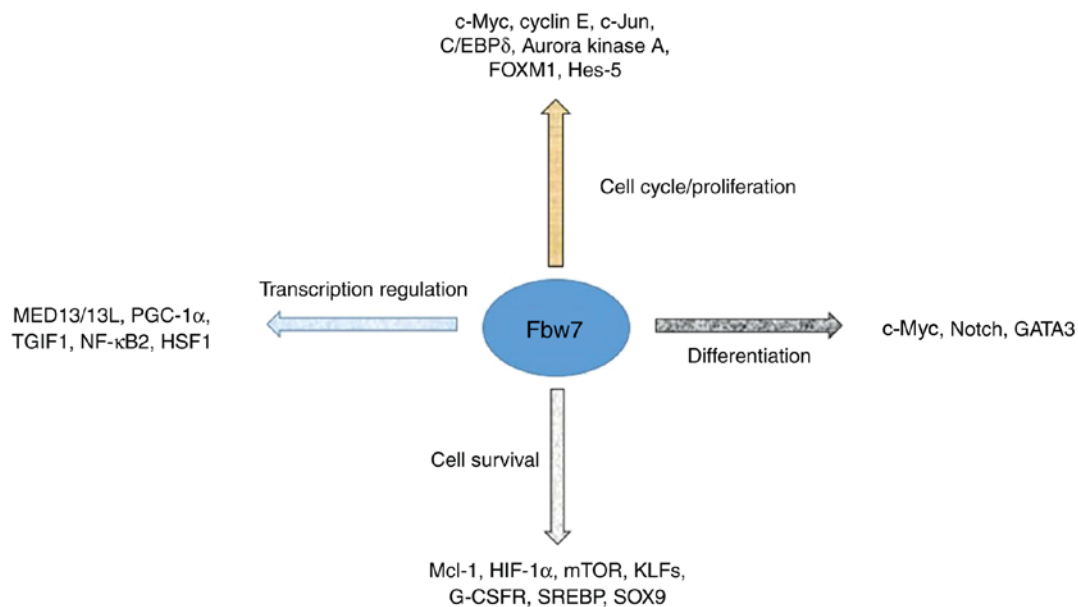 c-Myc, cyclin E, c-Jun,
C/EBPδ, Aurora kinase A,
FOXM1, Hes-5
Cell cycle/proliferation
Transcription regulation
MED13/13L, PGC-1α,
TGIF1, NF-κB2, HSF1
Fbw7
Differentiation
c-Myc, Notch, GATA3
Cell survival
Mcl-1, HIF-1α, mTOR, KLFs,
G-CSFR, SREBP, SOX9